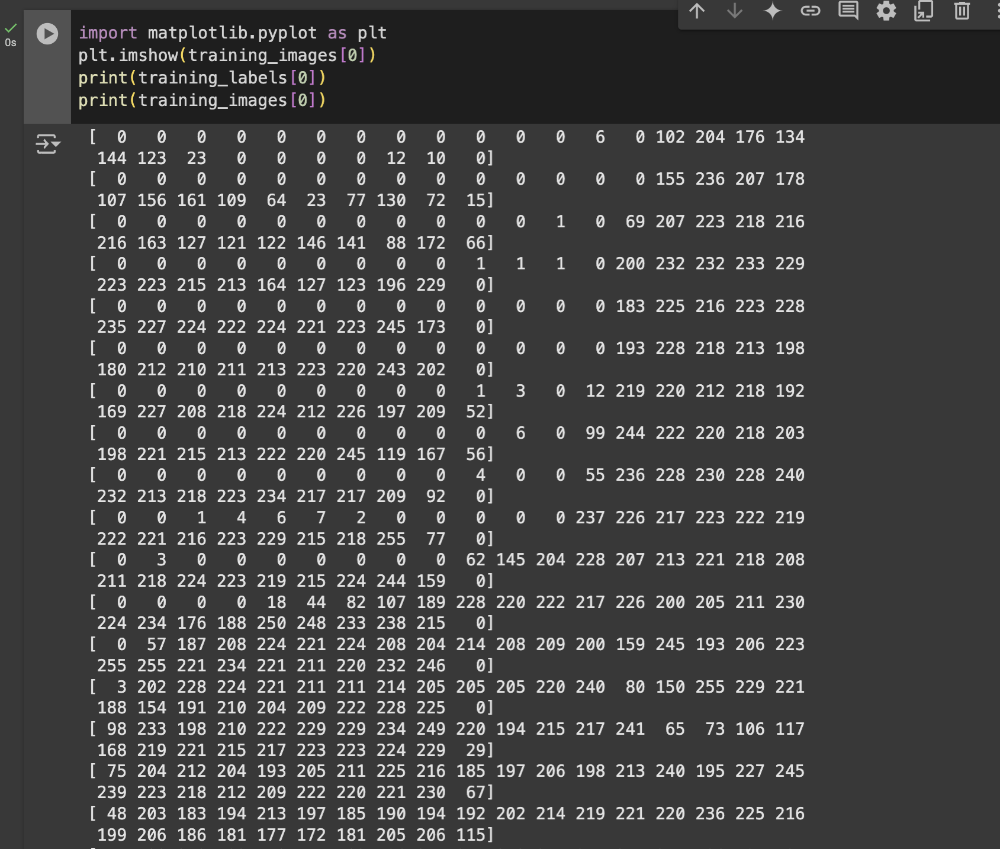 0s
import matplotlib.pyplot as plt
plt.imshow(training_images[0])
print(training_labels[0])
print(training_images[0])
[  0   0   0   0   0   0   0   0   0   0   0   0   6   0 102 204 176 134
144 123  23   0   0   0   0  12  10   0]
[  0   0   0   0   0   0   0   0   0   0   0   0   0   0 155 236 207 178
107 156 161 109  64  23  77 130  72  15]
[  0   0   0   0   0   0   0   0   0   0   0   1   0  69 207 223 218 216
216 163 127 121 122 146 141  88 172  66]
[  0   0   0   0   0   0   0   0   0   1   1   1   0 200 232 232 233 229
223 223 215 213 164 127 123 196 229   0]
[  0   0   0   0   0   0   0   0   0   0   0   0   0 183 225 216 223 228
235 227 224 222 224 221 223 245 173   0]
[  0   0   0   0   0   0   0   0   0   0   0   0   0 193 228 218 213 198
180 212 210 211 213 223 220 243 202   0]
[  0   0   0   0   0   0   0   0   0   1   3   0  12 219 220 212 218 192
169 227 208 218 224 212 226 197 209  52]
[  0   0   0   0   0   0   0   0   0   0   6   0  99 244 222 220 218 203
198 221 215 213 222 220 245 119 167  56]
[  0   0   0   0   0   0   0   0   0   4   0   0  55 236 228 230 228 240
232 213 218 223 234 217 217 209  92   0]
[  0   0   1   4   6   7   2   0   0   0   0   0 237 226 217 223 222 219
222 221 216 223 229 215 218 255  77   0]
[  0   3   0   0   0   0   0   0   0  62 145 204 228 207 213 221 218 208
211 218 224 223 219 215 224 244 159   0]
[  0   0   0   0  18  44  82 107 189 228 220 222 217 226 200 205 211 230
224 234 176 188 250 248 233 238 215   0]
[  0  57 187 208 224 221 224 208 204 214 208 209 200 159 245 193 206 223
255 255 221 234 221 211 220 232 246   0]
[  3 202 228 224 221 211 211 214 205 205 205 220 240  80 150 255 229 221
188 154 191 210 204 209 222 228 225   0]
[ 98 233 198 210 222 229 229 234 249 220 194 215 217 241  65  73 106 117
168 219 221 215 217 223 223 224 229  29]
[ 75 204 212 204 193 205 211 225 216 185 197 206 198 213 240 195 227 245
239 223 218 212 209 222 220 221 230  67]
[ 48 203 183 194 213 197 185 190 194 192 202 214 219 221 220 236 225 216
199 206 186 181 177 172 181 205 206 115]